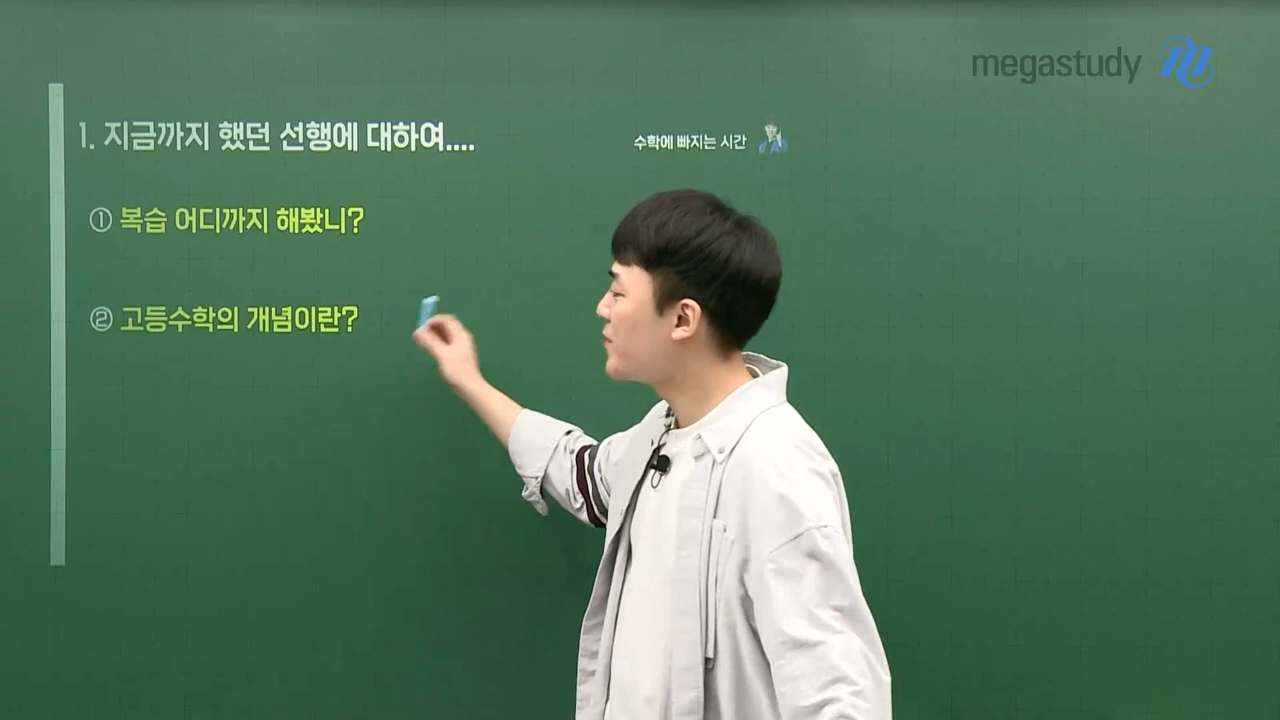 megastudy
1. 지금까지 했던 선행에 대하여....
수학에 빠지는 시간
① 복습 어디까지 해봤니?
② 고등수학의 개념이란?